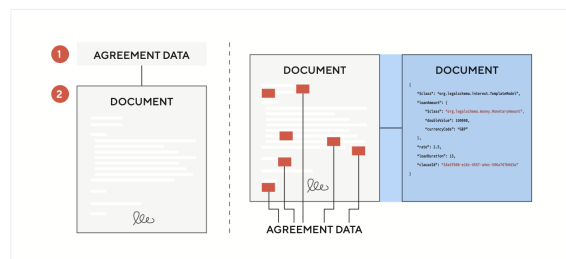 1
AGREEMENT DATA
2
DOCUMENT
DOCUMENT
AGREEMENT DATA
DOCUMENT
{
"$class": "org.legalschema.interest.TemplateModel",
"loanAmount": {
"$class": "org.legalschema.money.MonetaryAmount",
"doubleValue": 100000,
"currencyCode": "GBP"
},
"rate": 2.5,
"loanDuration": 15,
"clauseId":
}